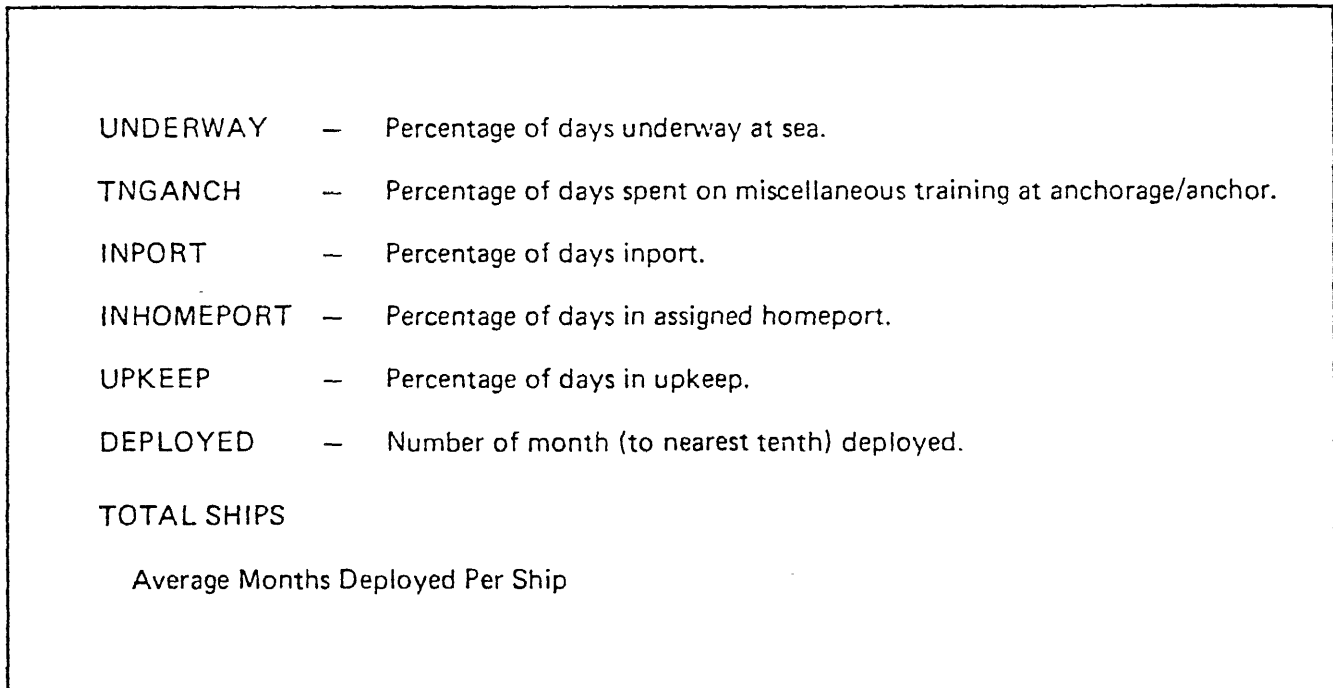 UNDERWAY – Percentage of days underway at sea.
TNGANCH – Percentage of days spent on miscellaneous training at anchorage/anchor.
INPORT – Percentage of days inport.
INHOMEPORT – Percentage of days in assigned homeport.
UPKEEP – Percentage of days in upkeep.
DEPLOYED – Number of month (to nearest tenth) deployed.
TOTAL SHIPS
Average Months Deployed Per Ship